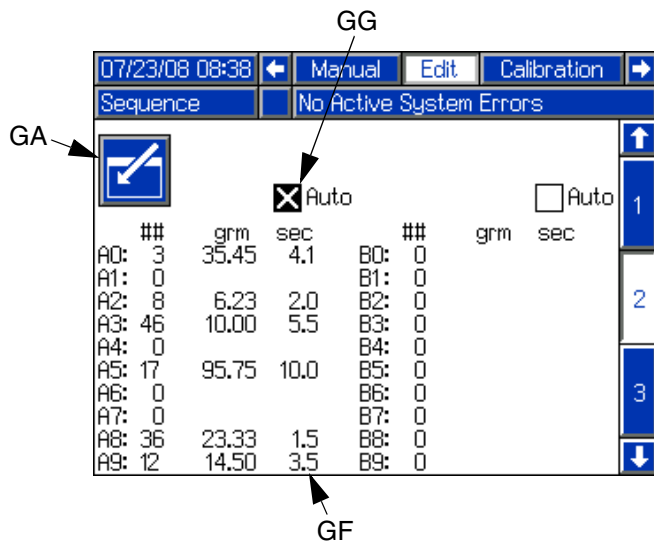 GG
07/23/08 08:38 Manual Edit Calibration
Sequence No Active System Errors
GA
Auto Auto
1
## grm sec ## grm sec
A0: 3 35.45 4.1 B0: 0
A1: 0 B1: 0
A2: 8 6.23 2.0 B2: 0
2
A3: 46 10.00 5.5 B3: 0
A4: 0 B4: 0
A5: 17 95.75 10.0 B5: 0
A6: 0 B6: 0
3
A7: 0 B7: 0
A8: 36 23.33 1.5 B8: 0
A9: 12 14.50 3.5 B9: 0
GF